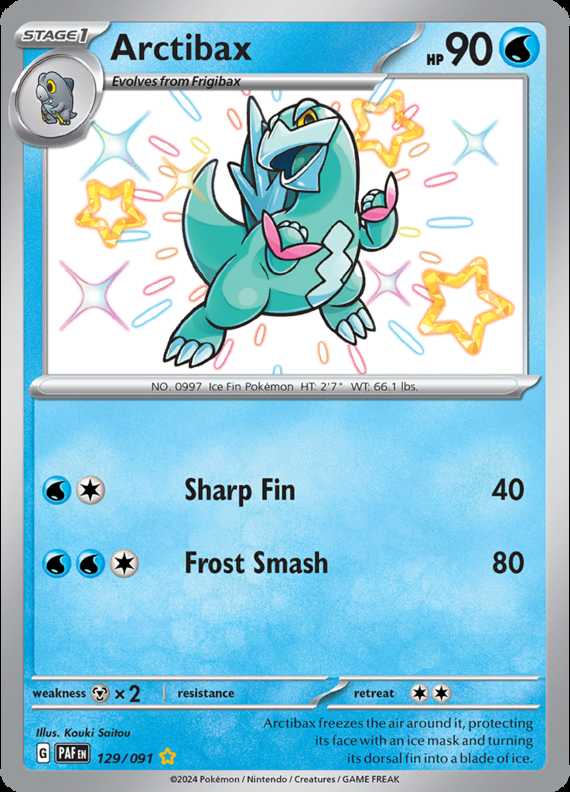 STAGE1
Arctibax
HP 90
Evolves from Frigibax
NO. 0997 Ice Fin Pokémon HT: 2'7" WT: 66.1 lbs.
Sharp Fin 40
Frost Smash 80
weakness ×2 resistance retreat
Illus. Kouki Saitou
G PAF EN 129/091
Arctibax freezes the air around it, protecting
its face with an ice mask and turning
its dorsal fin into a blade of ice.
©2024 Pokémon / Nintendo / Creatures / GAME FREAK